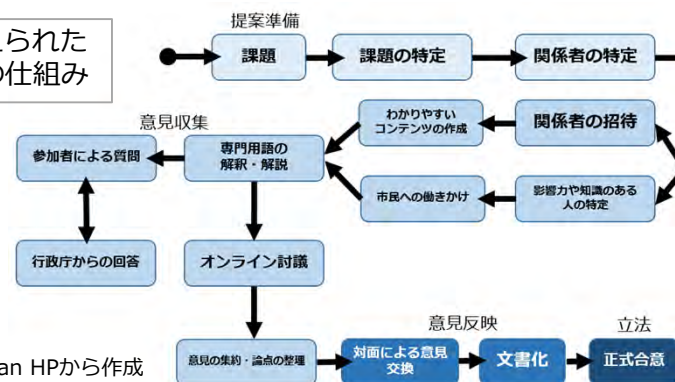 提案準備
えられた
の仕組み
課題
課題の特定
関係者の特定
意見収集
わかりやすい
コンテンツの作成
関係者の招待
参加者による質問
専門用語の
解釈・解説
市民への働きかけ
影響力や知識のある
人の特定
行政庁からの回答
オンライン討議
意見反映
立法
an HPから作成
意見の集約・論点の整理
対面による意見
交換
文書化
正式合意